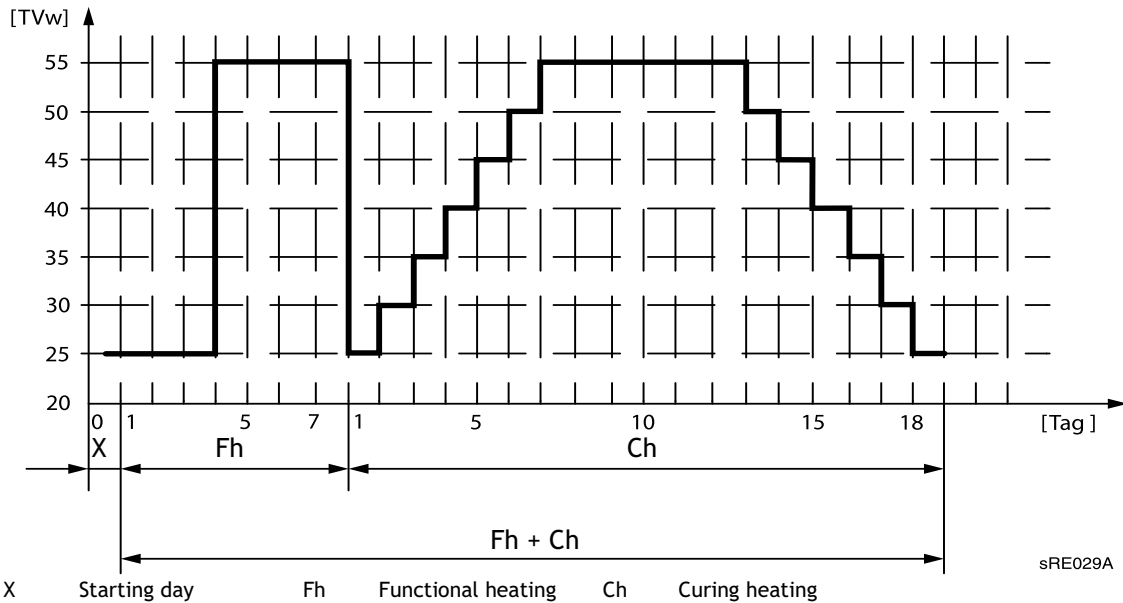 [TVw]
55
50
45
40
35
30
25
20
0 1 5 7 1 5 10 15 18 [Tag ]
X Fh Ch
Fh + Ch
sRE029A
X Starting day Fh Functional heating Ch Curing heating